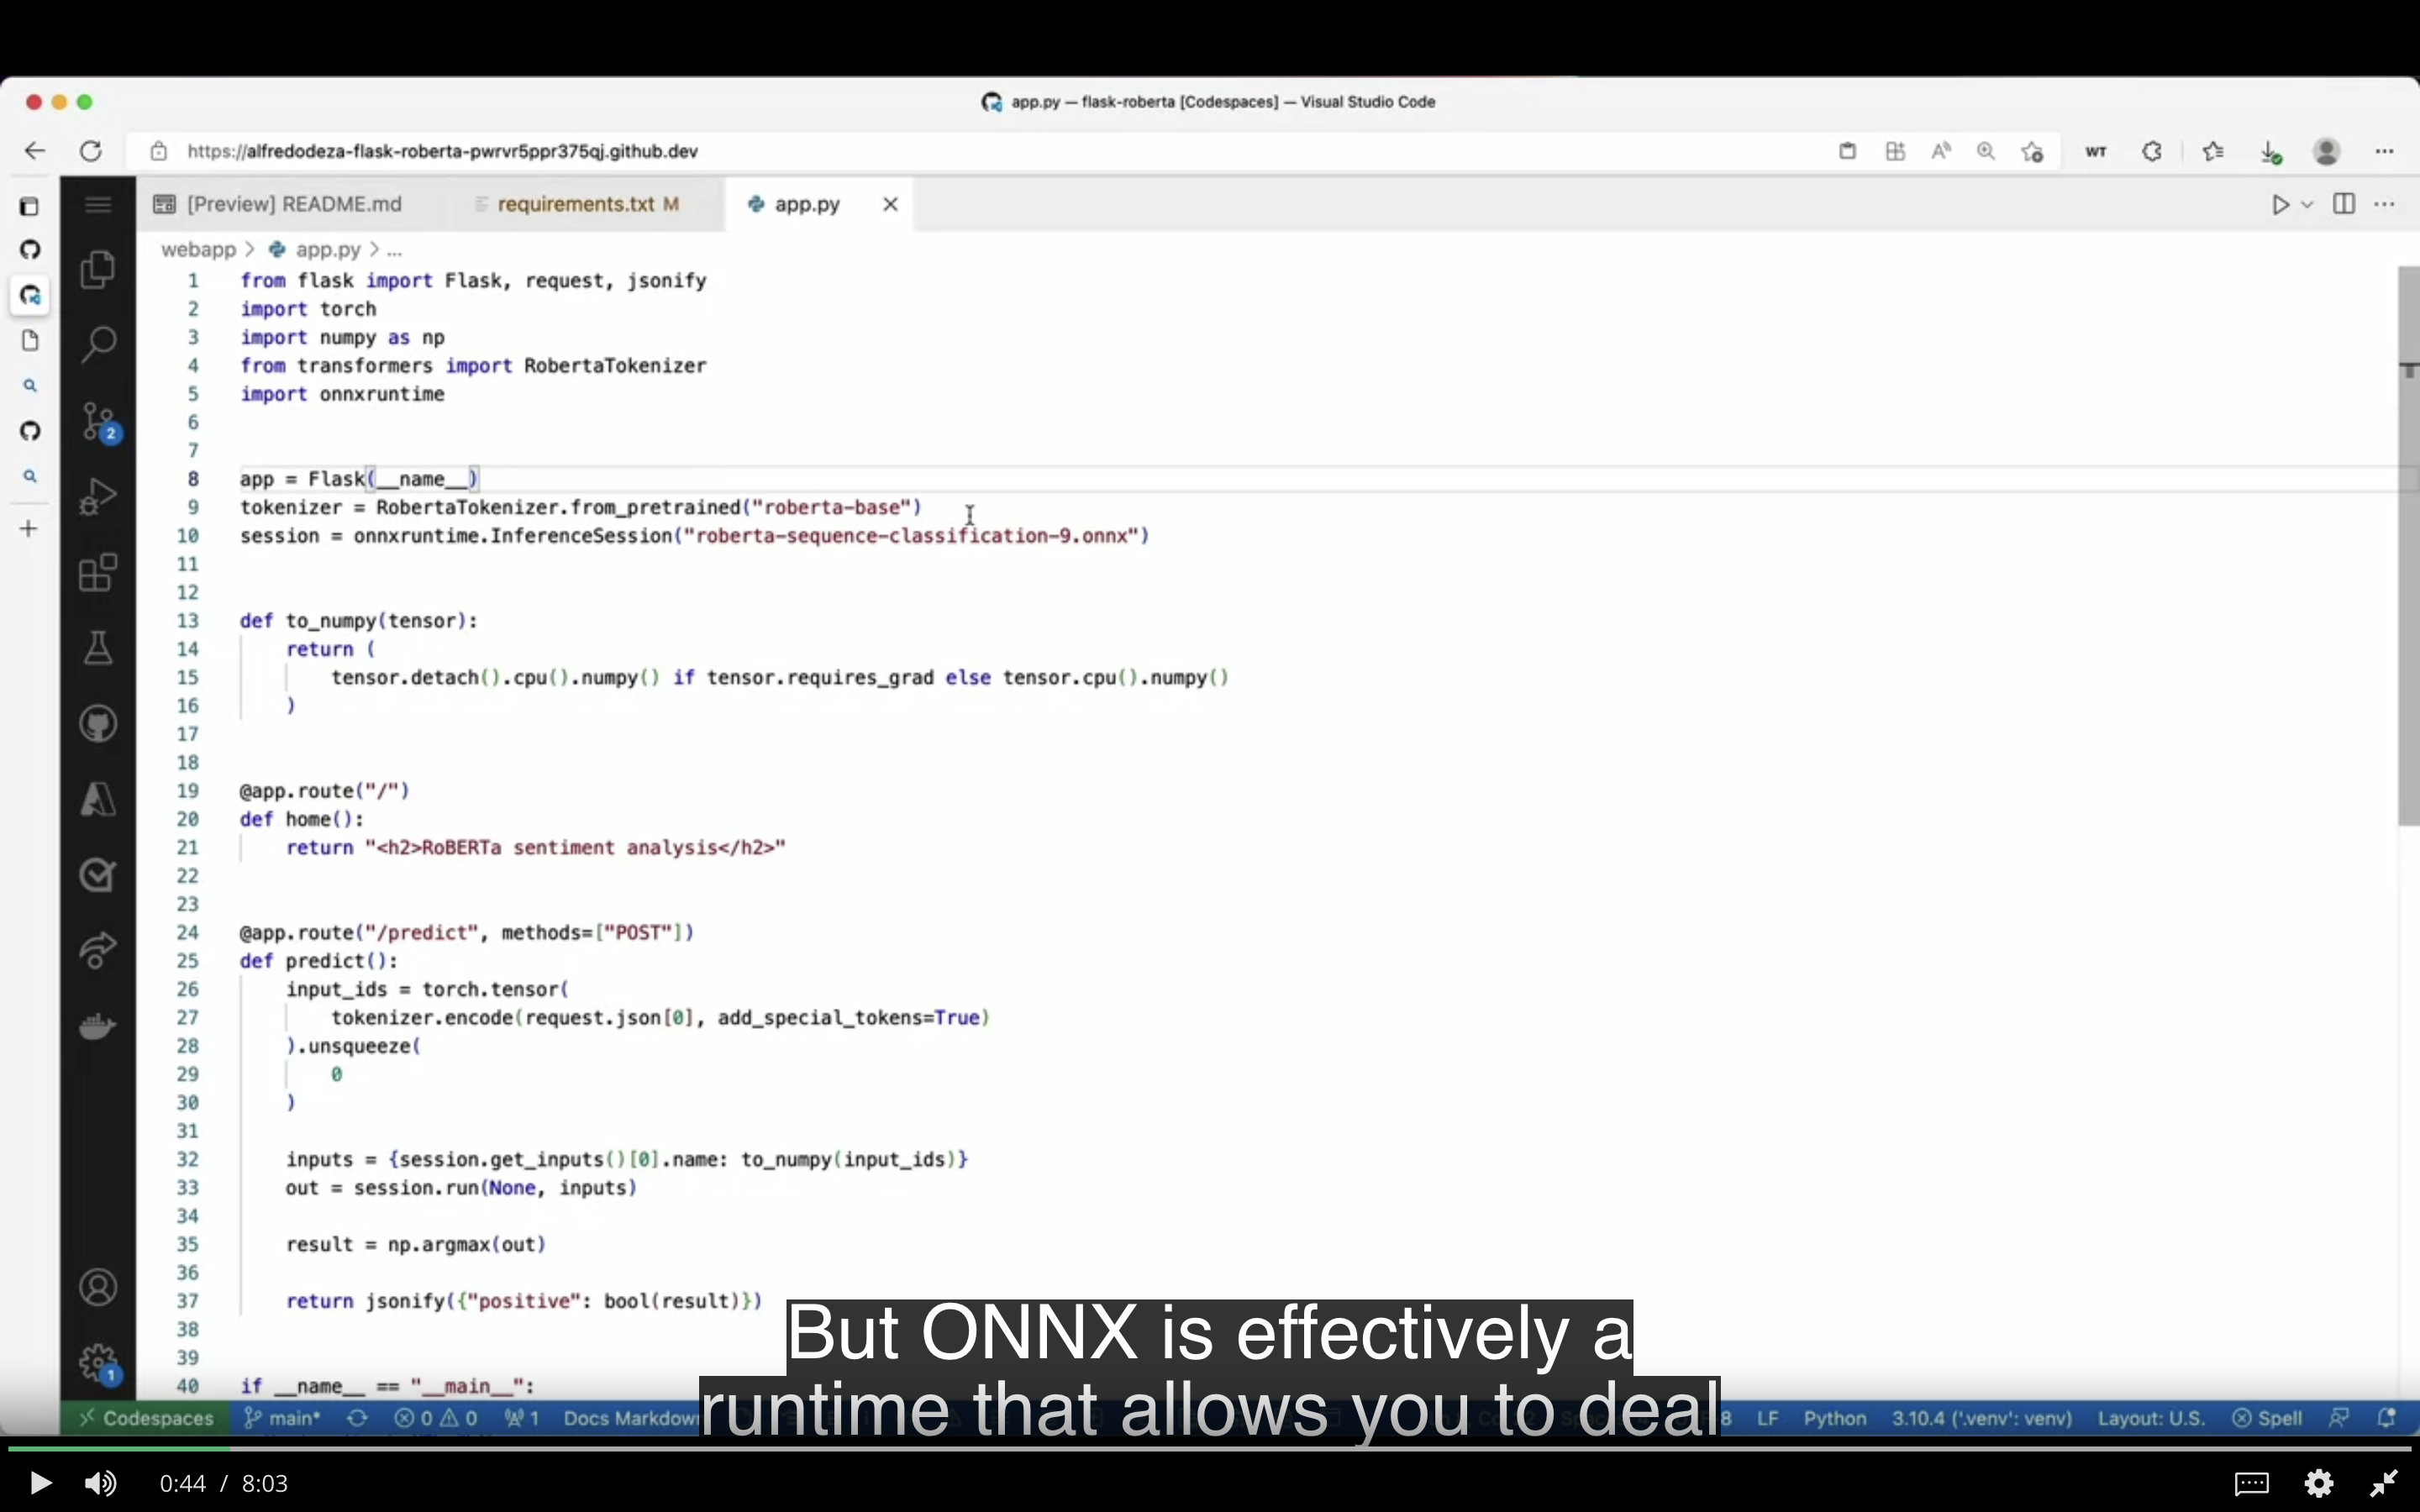 app.py — flask-roberta [Codespaces] — Visual Studio Code
https://alfredodeza-flask-roberta-pwrvr5ppr375qj.github.dev
WT
[Preview] README.md
requirements.txt M
app.py
webapp > app.py > ...
1 from flask import Flask, request, jsonify
2 import torch
3 import numpy as np
4 from transformers import RobertaTokenizer
5 import onnxruntime
6
7
8 app = Flask(__name__)
9 tokenizer = RobertaTokenizer.from_pretrained("roberta-base")
10 session = onnxruntime.InferenceSession("roberta-sequence-classification-9.onnx")
11
12
13 def to_numpy(tensor):
14     return (
15         tensor.detach().cpu().numpy() if tensor.requires_grad else tensor.cpu().numpy()
16     )
17
18
19 @app.route("/")
20 def home():
21     return "<h2>RoBERTa sentiment analysis</h2>"
22
23
24 @app.route("/predict", methods=["POST"])
25 def predict():
26     input_ids = torch.tensor(
27         tokenizer.encode(request.json[0], add_special_tokens=True)
28     ).unsqueeze(
29         0
30     )
31
32     inputs = {session.get_inputs()[0].name: to_numpy(input_ids)}
33     out = session.run(None, inputs)
34
35     result = np.argmax(out)
36
37     return jsonify({"positive": bool(result)})
38
39
40 if __name__ == "__main__":
2
1
But ONNX is effectively a
runtime that allows you to deal
Codespaces main* 0 0 1 Docs Markdown LF Python 3.10.4 ('.venv': venv) Layout: U.S. Spell
0:44 / 8:03